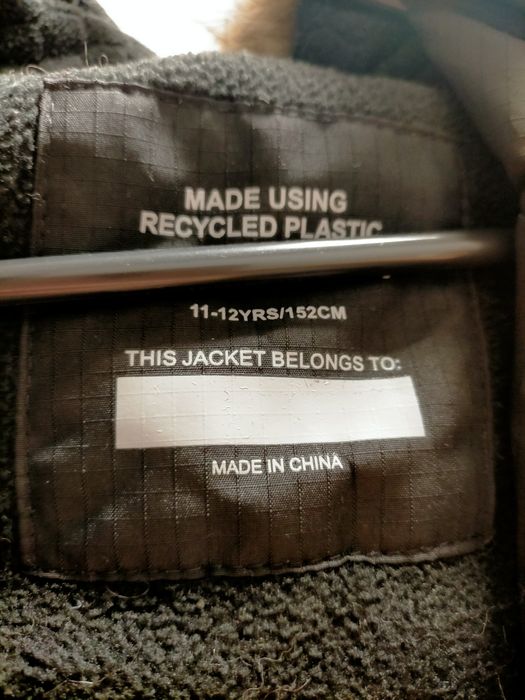 MADE USING
RECYCLED PLASTIC
11-12YRS/152CM
THIS JACKET BELONGS TO:
MADE IN CHINA